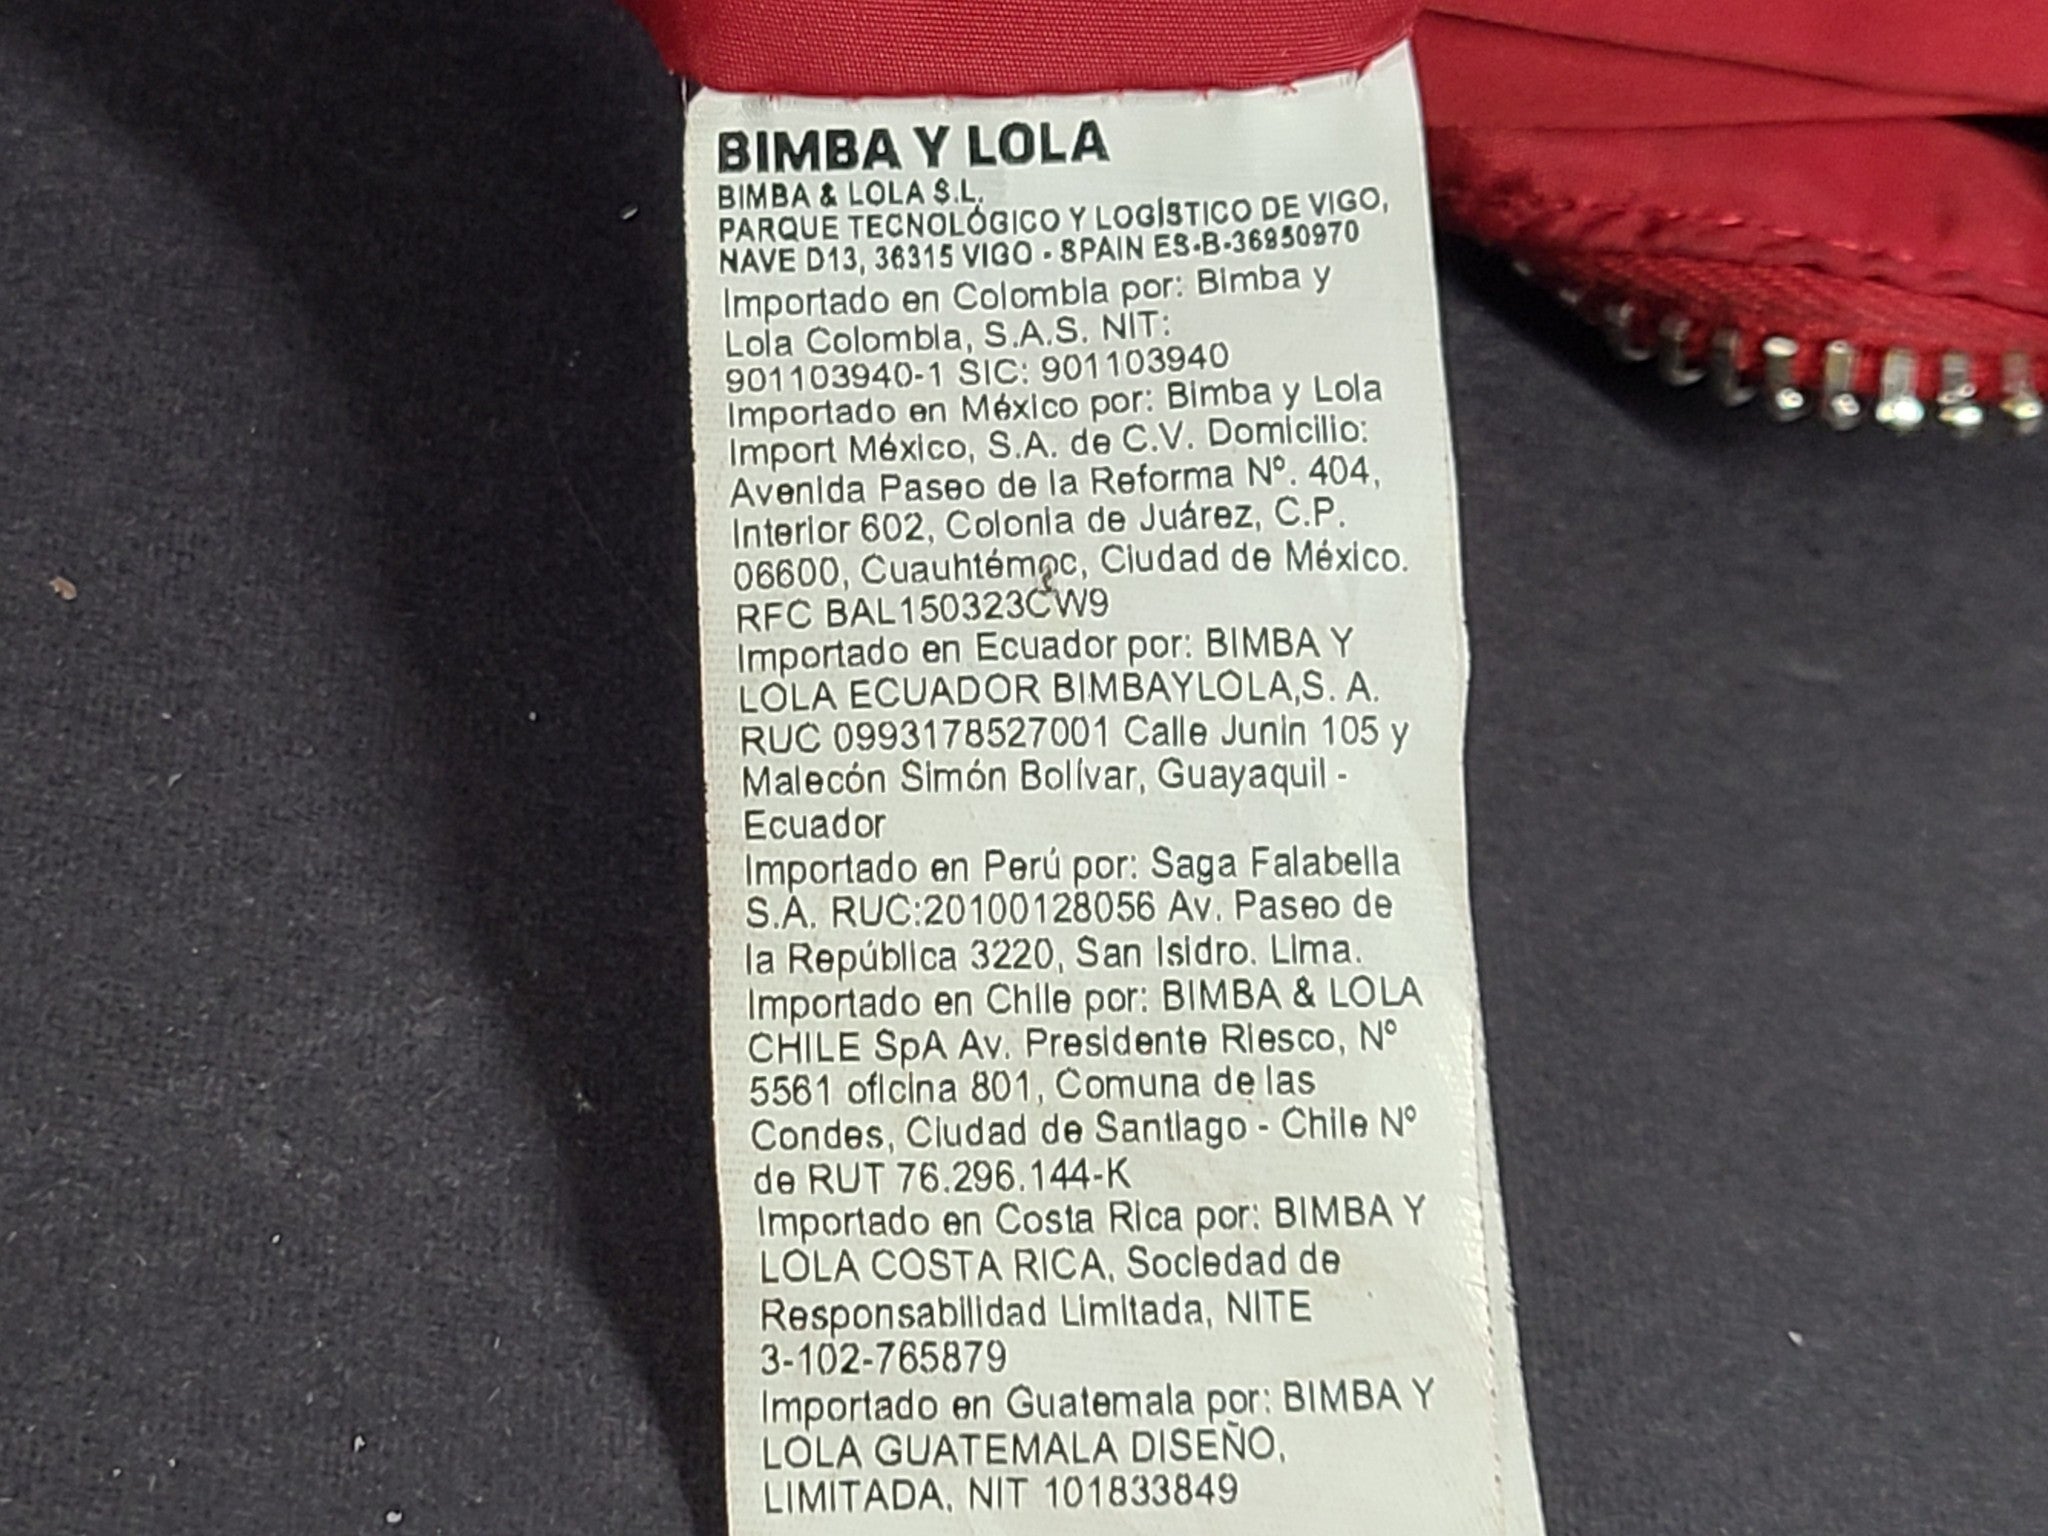 BIMBA Y LOLA
BIMBA & LOLA S.L.
PARQUE TECNOLÓGICO Y LOGÍSTICO DE VIGO,
NAVE D13, 36315 VIGO - SPAIN ES-B-36950970
Importado en Colombia por: Bimba y
Lola Colombia, S.A.S. NIT:
901103940-1 SIC: 901103940
Importado en México por: Bimba y Lola
Import México, S.A. de C.V. Domicilio:
Avenida Paseo de la Reforma Nº. 404,
Interior 602, Colonia de Juárez, C.P.
06600, Cuauhtémoc, Ciudad de México.
RFC BAL150323CW9
Importado en Ecuador por: BIMBA Y
LOLA ECUADOR BIMBAYLOLA,S. A.
RUC 0993178527001 Calle Junin 105 y
Malecón Simón Bolívar, Guayaquil -
Ecuador
Importado en Perú por: Saga Falabella
S.A. RUC:20100128056 Av. Paseo de
la República 3220, San Isidro. Lima.
Importado en Chile por: BIMBA & LOLA
CHILE SpA Av. Presidente Riesco, Nº
5561 oficina 801, Comuna de las
Condes, Ciudad de Santiago - Chile Nº
de RUT 76.296.144-K
Importado en Costa Rica por: BIMBA Y
LOLA COSTA RICA, Sociedad de
Responsabilidad Limitada, NITE
3-102-765879
Importado en Guatemala por: BIMBA Y
LOLA GUATEMALA DISEÑO,
LIMITADA, NIT 101833849